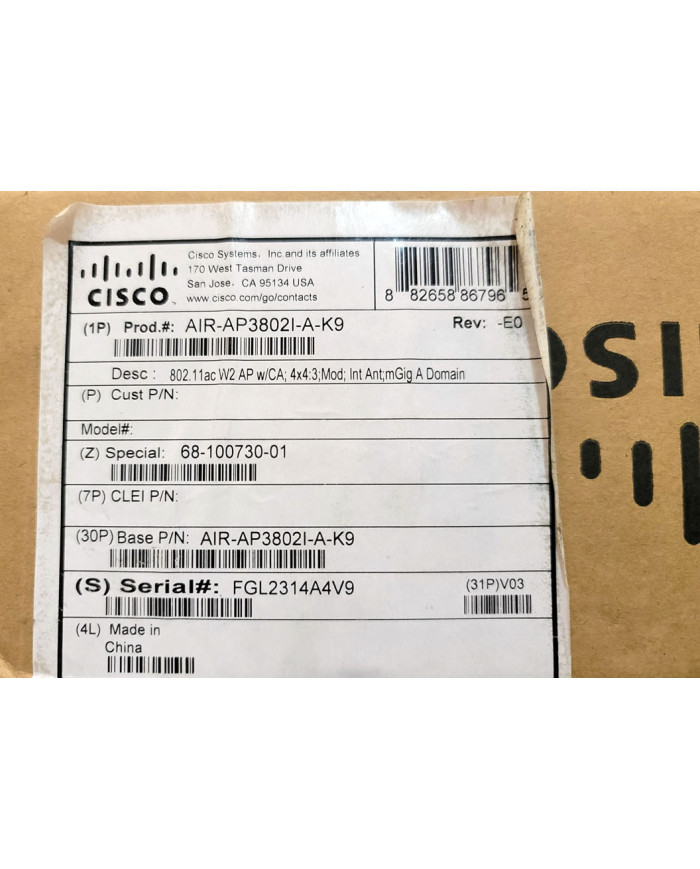 Cisco Systems, Inc.and its affiliates
170 West Tasman Drive
San Jose, CA 95134 USA
www.cisco.com/go/contacts
CISCO
8 82658 86796 5
(1P) Prod.#: AIR-AP3802I-A-K9
Rev: -E0
Desc : 802.11ac W2 AP w/CA; 4x4:3;Mod; Int Ant;mGig A Domain
(P) Cust P/N:
Model#:
(Z) Special: 68-100730-01
(7P) CLEI P/N:
(30P) Base P/N: AIR-AP3802I-A-K9
(S) Serial#: FGL2314A4V9
(31P)V03
(4L) Made in
China